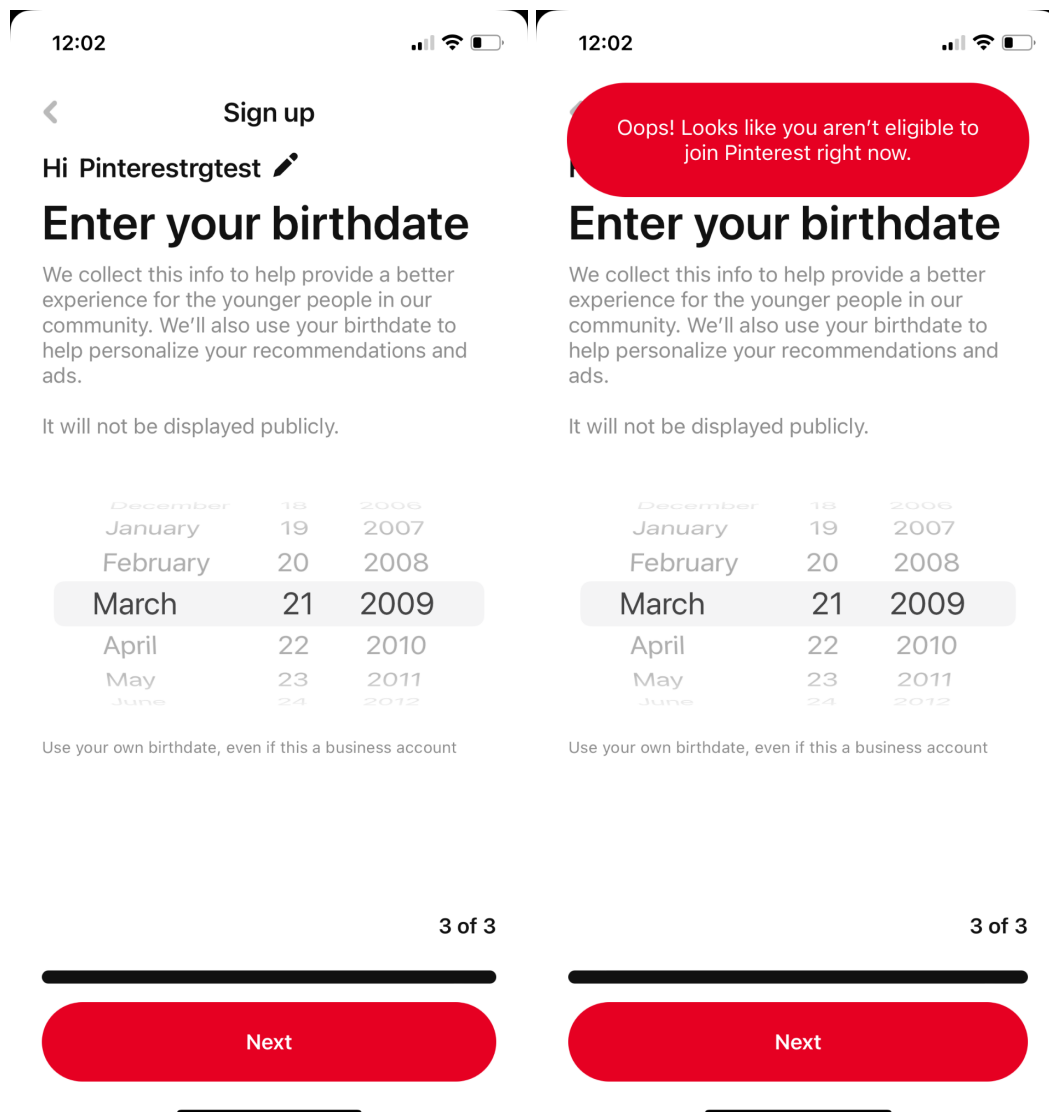 12:02
Sign up
Hi Pinterestrgtest
Enter your birthdate
We collect this info to help provide a better
experience for the younger people in our
community. We'll also use your birthdate to
help personalize your recommendations and
ads.
It will not be displayed publicly.
December 18 2006
January 19 2007
February 20 2008
March 21 2009
April 22 2010
May 23 2011
June 24 2012
Use your own birthdate, even if this a business account
3 of 3
Next
12:02
Oops! Looks like you aren't eligible to
join Pinterest right now.
Enter your birthdate
We collect this info to help provide a better
experience for the younger people in our
community. We'll also use your birthdate to
help personalize your recommendations and
ads.
It will not be displayed publicly.
December 18 2006
January 19 2007
February 20 2008
March 21 2009
April 22 2010
May 23 2011
June 24 2012
Use your own birthdate, even if this a business account
3 of 3
Next